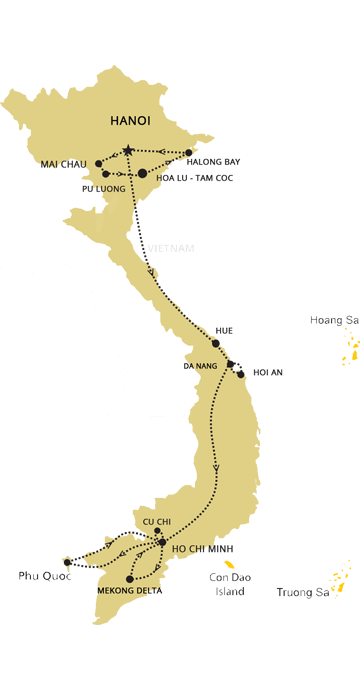 HANOI
MAI CHAU
HALONG BAY
PU LUONG
HOA LU - TAM COC
VIETNAM
Hoang Sa
HUE
DA NANG
HOI AN
CU CHI
HO CHI MINH
Phu Quoc
MEKONG DELTA
Con Dao
Island
Truong Sa